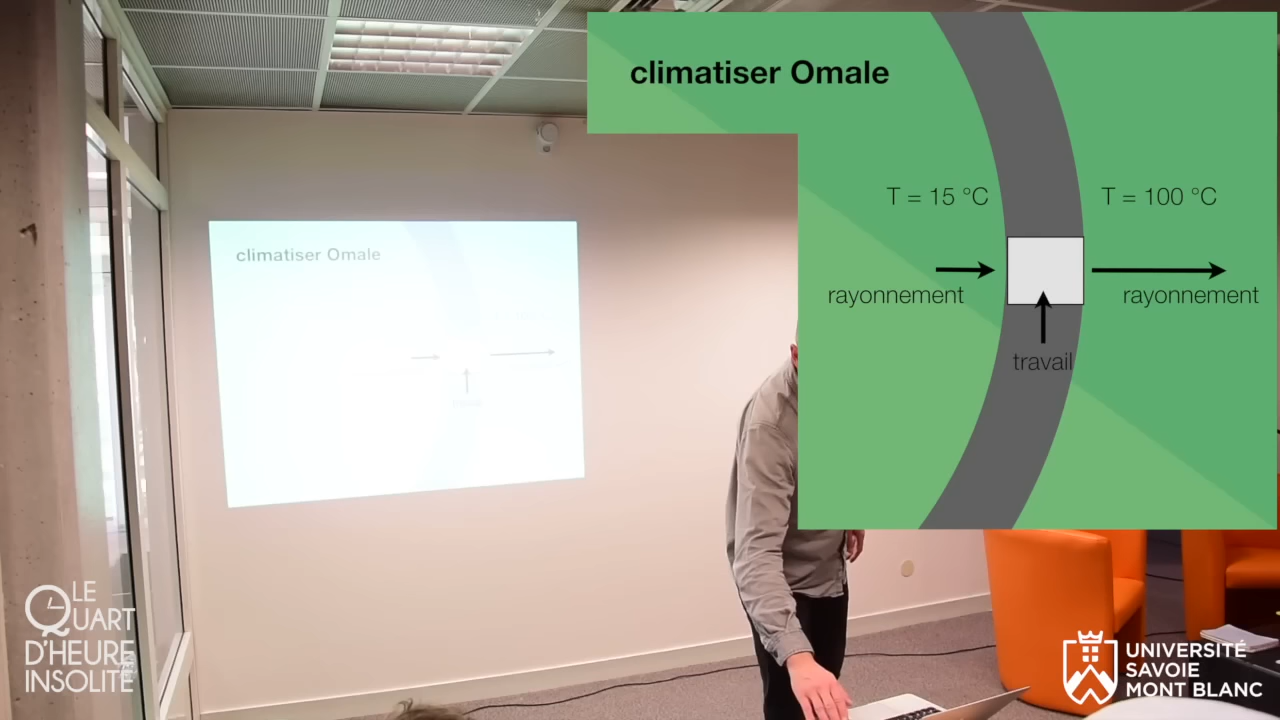 climatiser Omale
T = 15 °C
T = 100 °C
rayonnement
rayonnement
travail
climatiser Omale
LE
QUART
D'HEURE
INSOLITE
UNIVERSITÉ
SAVOIE
MONT BLANC